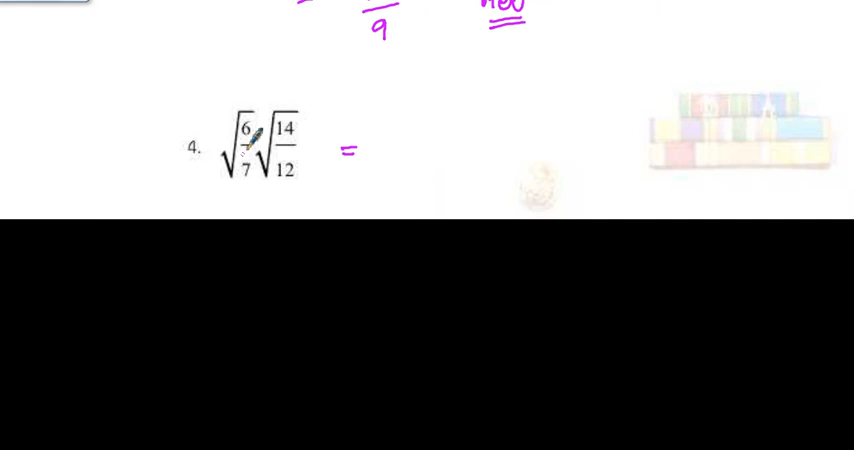 9
4. √(6/7) √(14/12) =